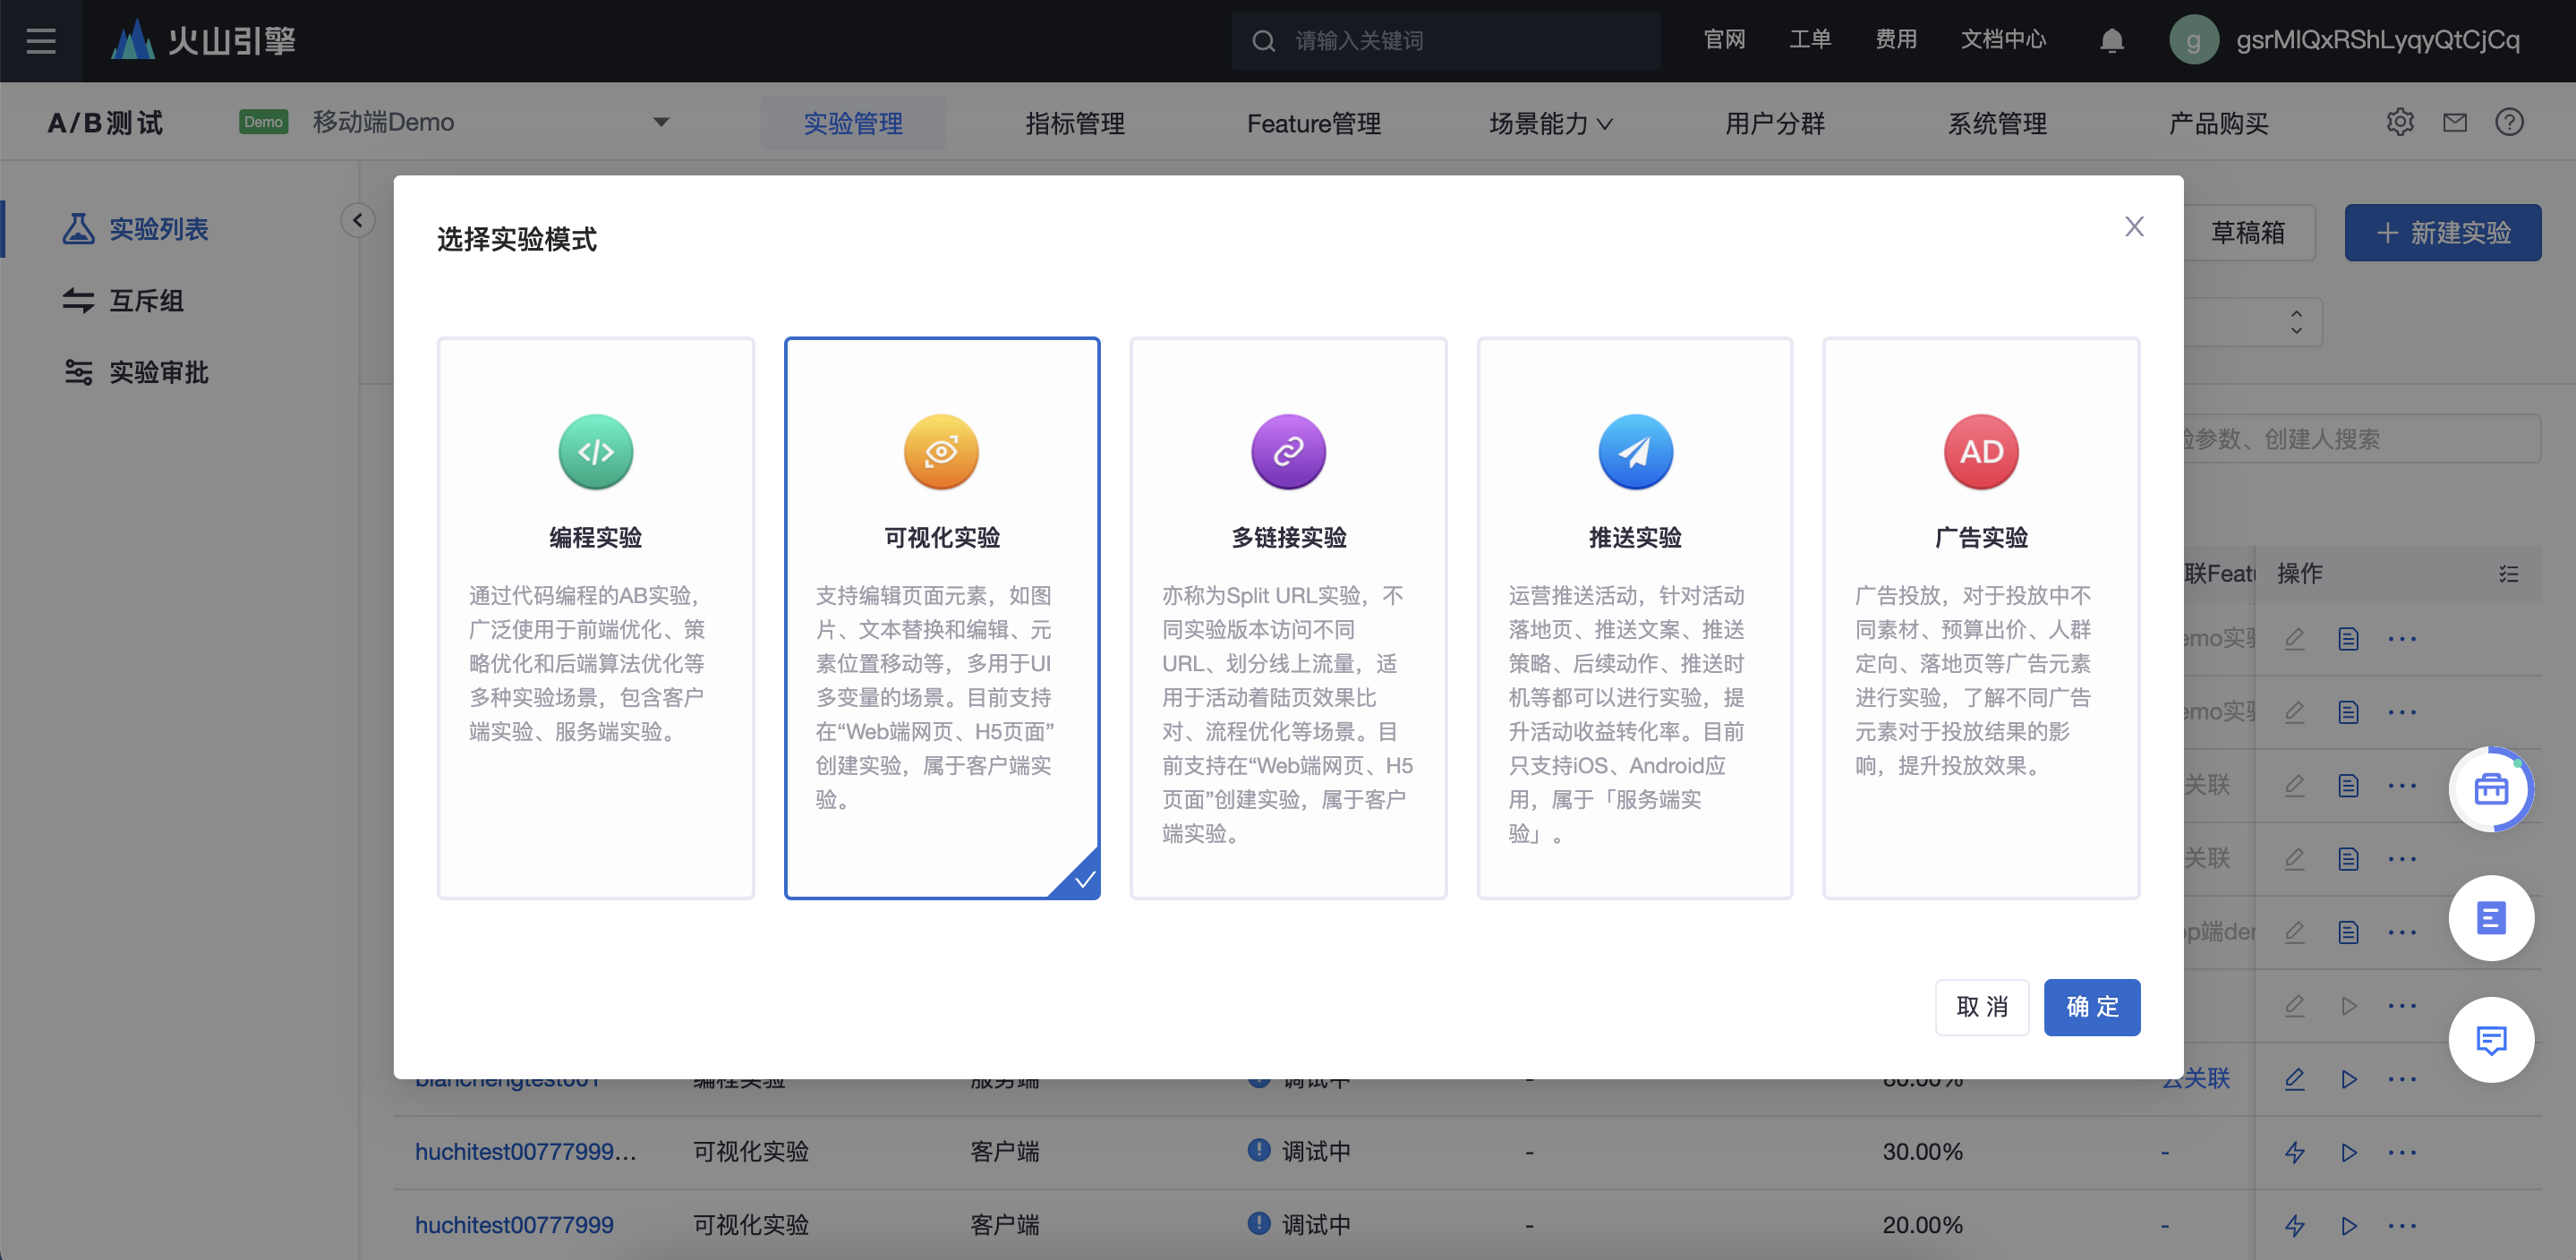 火山引擎
请输入关键词
官网
工单
费用
文档中心
g
gsrMlQxRShLyqyQtCjCq
A/B测试
Demo
移动端Demo
实验管理
指标管理
Feature管理
场景能力
用户分群
系统管理
产品购买
实验列表
互斥组
实验审批
草稿箱
新建实验
选择实验模式
编程实验
通过代码编程的AB实验，
广泛使用于前端优化、策
略优化和后端算法优化等
多种实验场景，包含客户
端实验、服务端实验。
可视化实验
支持编辑页面元素，如图
片、文本替换和编辑、元
素位置移动等，多用于UI
多变量的场景。目前支持
在“Web端网页、H5页面”
创建实验，属于客户端实
验。
多链接实验
亦称为Split URL实验，不
同实验版本访问不同
URL、划分线上流量，适
用于活动着陆页效果比
对、流程优化等场景。目
前支持在“Web端网页、H5
页面”创建实验，属于客户
端实验。
推送实验
运营推送活动，针对活动
落地页、推送文案、推送
策略、后续动作、推送时
机等都可以进行实验，提
升活动收益转化率。目前
只支持iOS、Android应
用，属于「服务端实
验」。
AD
广告实验
广告投放，对于投放中不
同素材、预算出价、人群
定向、落地页等广告元素
进行实验，了解不同广告
元素对于投放结果的影
响，提升投放效果。
取消
确定
参数、创建人搜索
联Featu
操作
emo实
emo实
关联
关联
p端der
bianchengtest001 编程实验 服务端 调试中 - 80.00% 去关联
huchitest00777999... 可视化实验 客户端 调试中 - 30.00% -
huchitest00777999 可视化实验 客户端 调试中 - 20.00% -